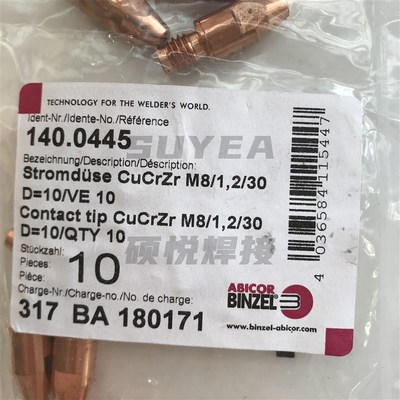 TECHNOLOGY FOR THE WELDER'S WORLD.
Ident-Nr./Idente-No./Référence
140.0445
SUYEA
Bezeichnung/Description/Déscription:
Stromdüse CuCrZr M8/1,2/30
D=10/VE 10
Contact tip CuCrZr M8/1,2/30
D=10/QTY 10
硕悦焊接
Stückzahl:
Pieces:
Pièce:
10
Charge-Nr./Charge-no./No. de charge:
317 BA 180171
ABICOR
BINZEL
www.binzel-abicor.com
4 036584 115447